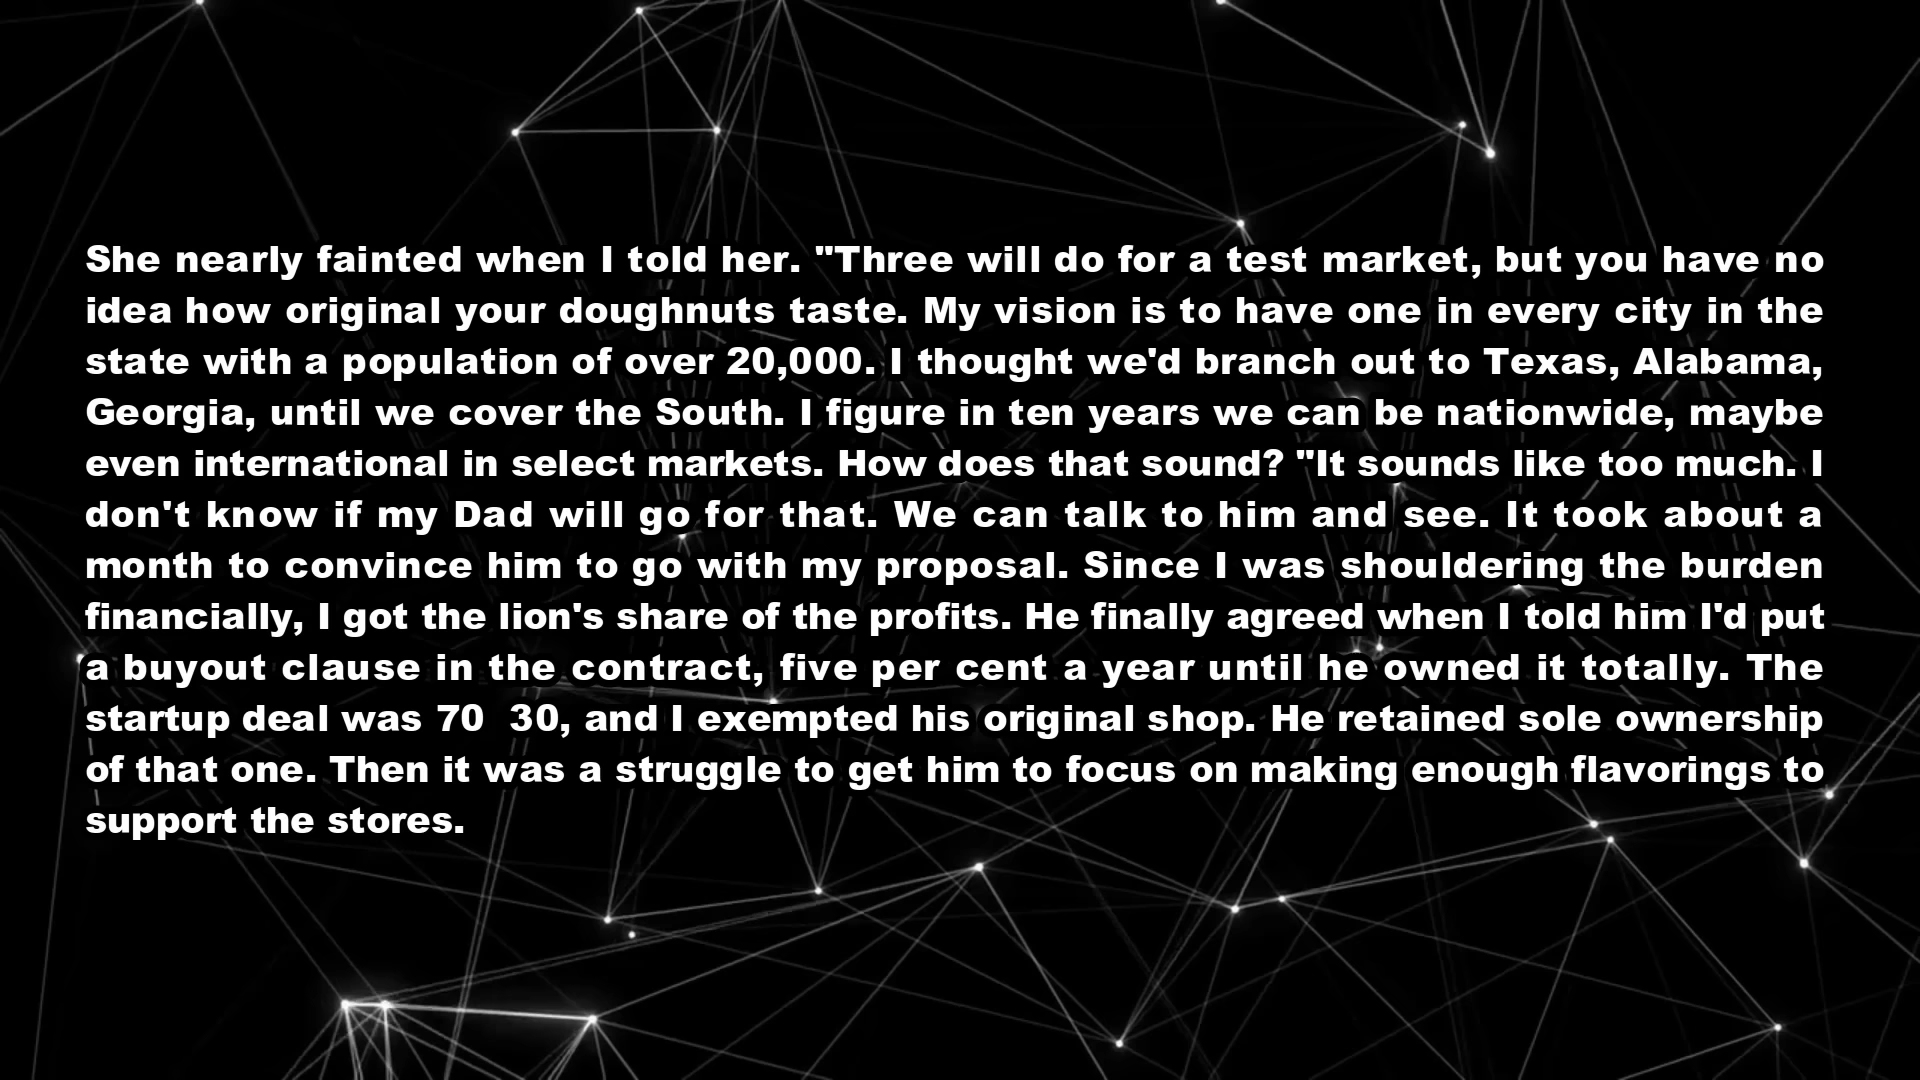 She nearly fainted when I told her. "Three will do for a test market, but you have no
idea how original your doughnuts taste. My vision is to have one in every city in the
state with a population of over 20,000. I thought we'd branch out to Texas, Alabama,
Georgia, until we cover the South. I figure in ten years we can be nationwide, maybe
even international in select markets. How does that sound? "It sounds like too much. I
don't know if my Dad will go for that. We can talk to him and see. It took about a
month to convince him to go with my proposal. Since I was shouldering the burden
financially, I got the lion's share of the profits. He finally agreed when I told him I'd put
a buyout clause in the contract, five per cent a year until he owned it totally. The
startup deal was 70  30, and I exempted his original shop. He retained sole ownership
of that one. Then it was a struggle to get him to focus on making enough flavorings to
support the stores.